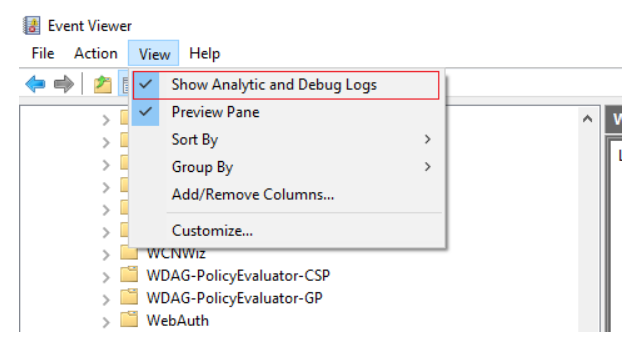 Event Viewer
File Action View Help
Show Analytic and Debug Logs
Preview Pane
Sort By
Group By
Add/Remove Columns...
Customize...
WCNWiz
WDAG-PolicyEvaluator-CSP
WDAG-PolicyEvaluator-GP
WebAuth